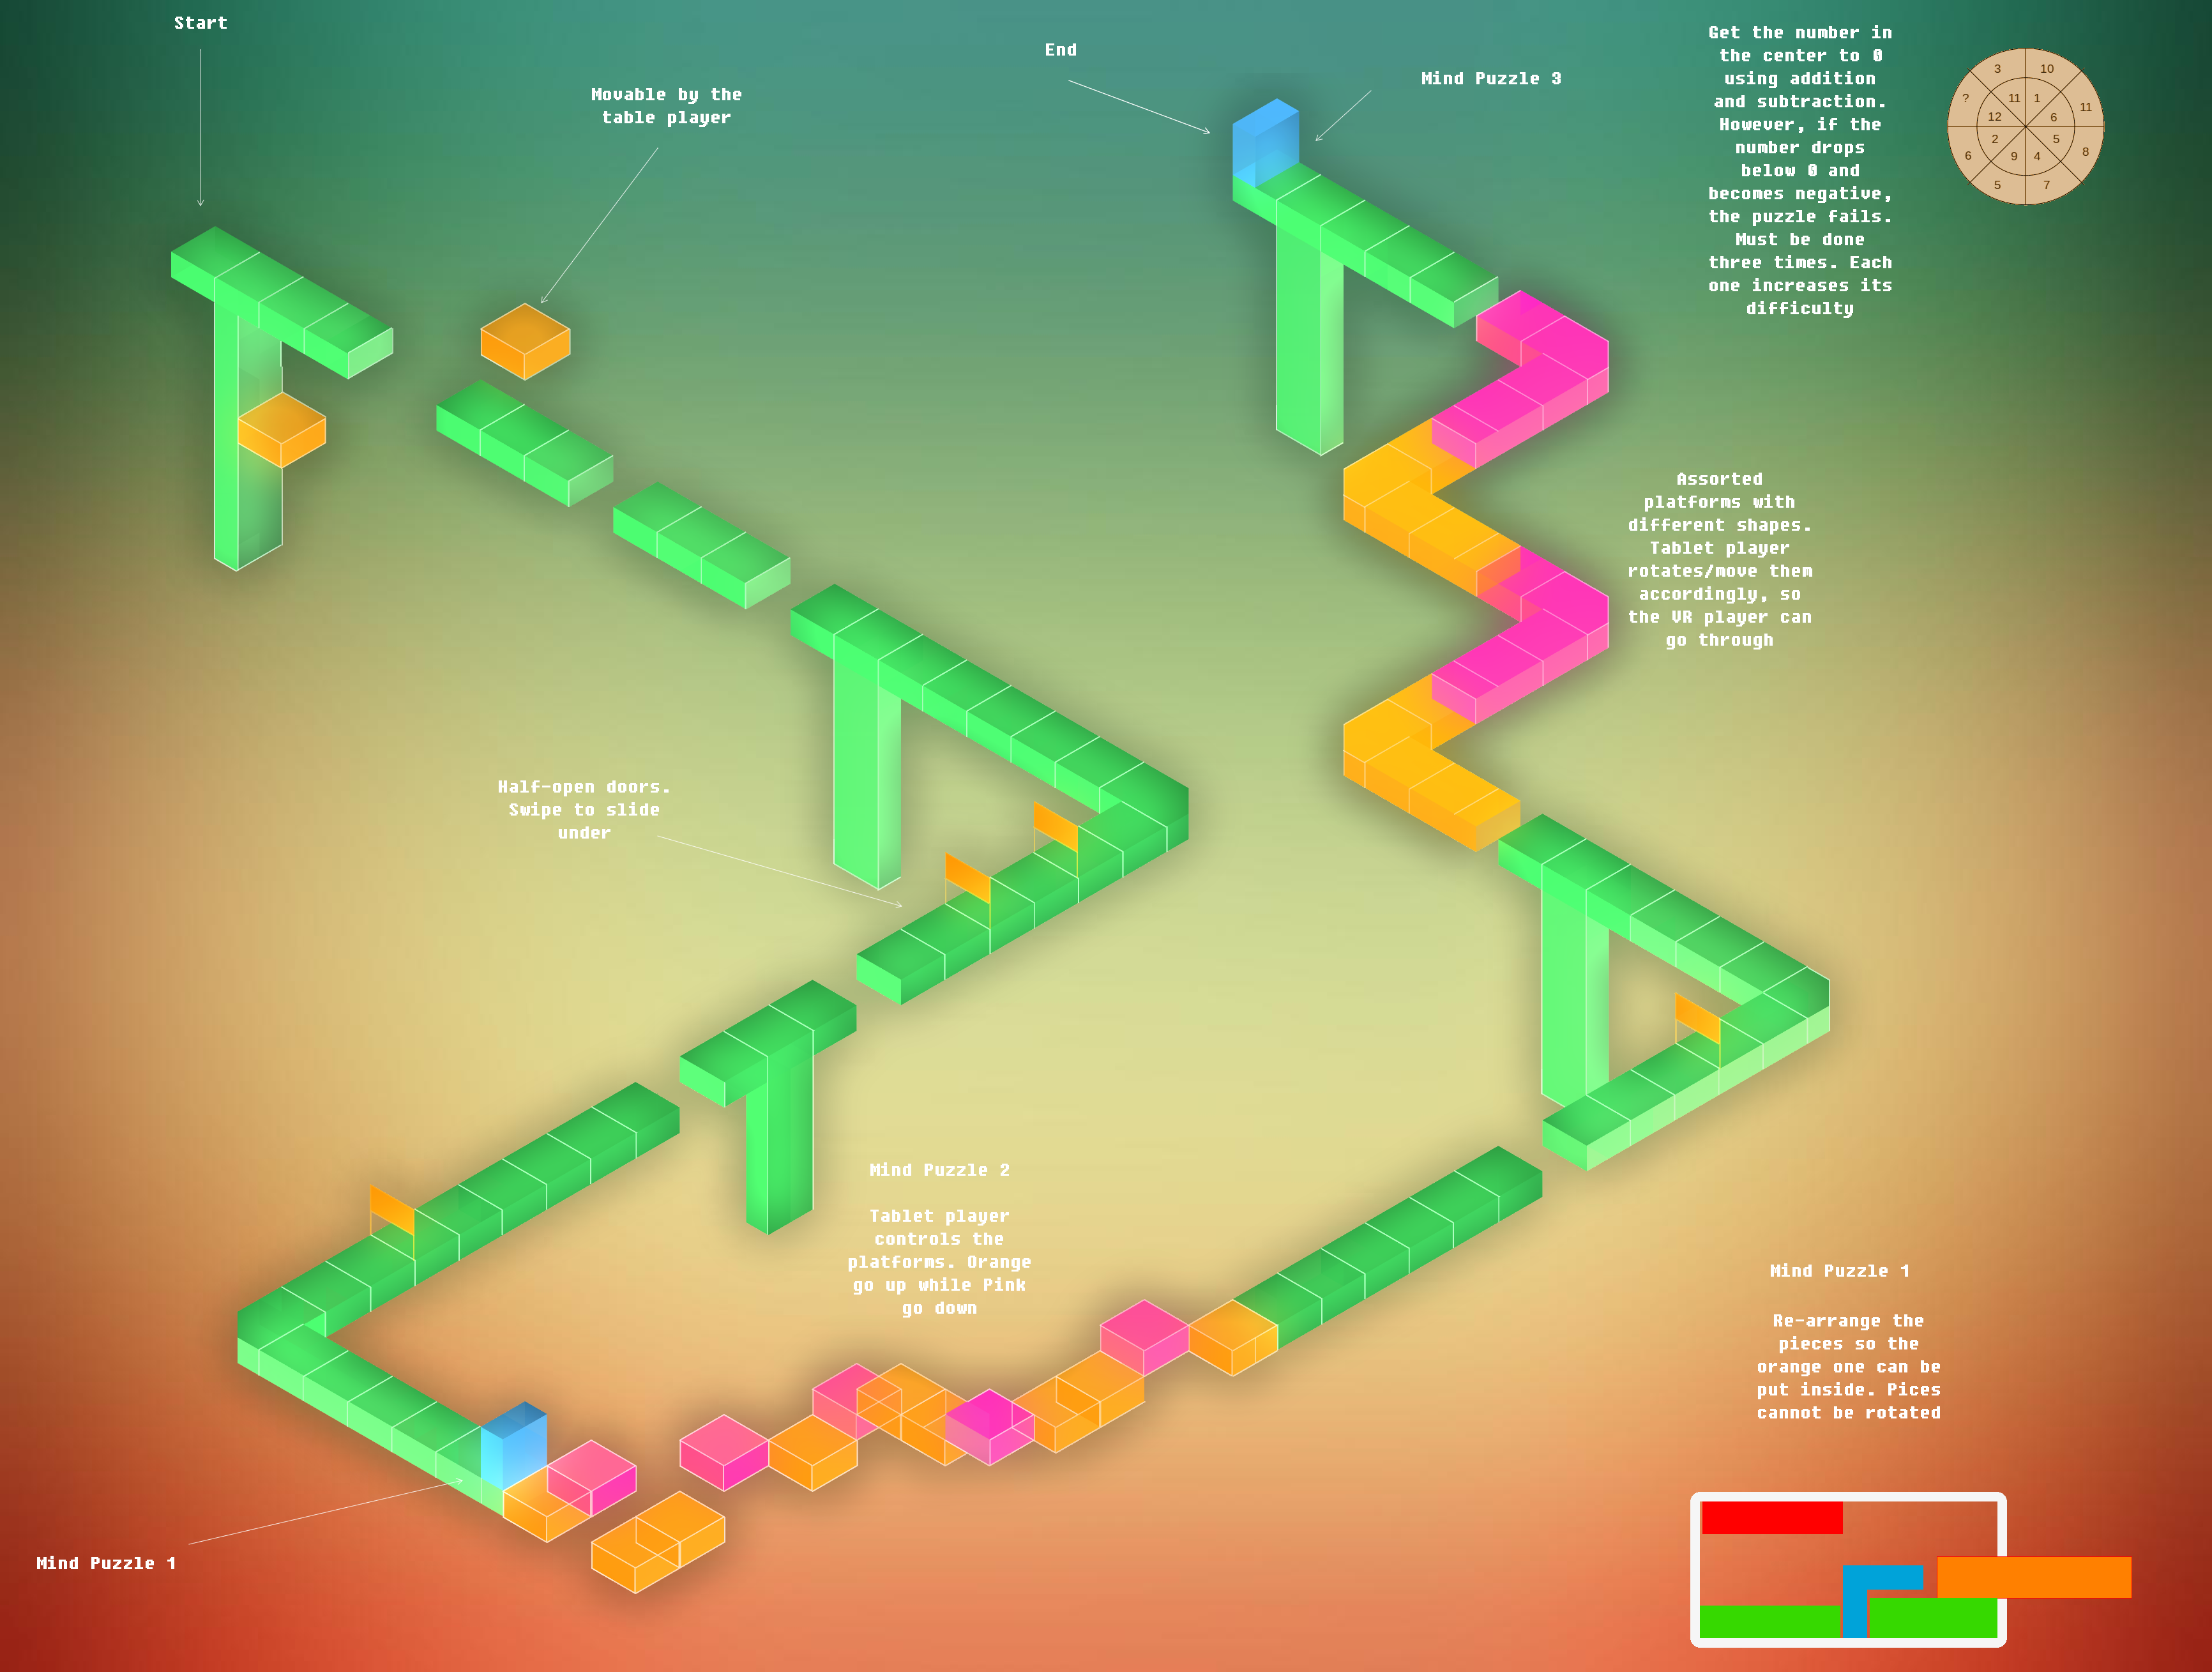 Start
Movable by the
table player
End
Mind Puzzle 3
Get the number in
the center to 0
using addition
and subtraction.
However, if the
number drops
below 0 and
becomes negative,
the puzzle fails.
Must be done
three times. Each
one increases its
difficulty
3
10
?
11
1
11
12
6
2
5
6
9
4
8
5
7
Assorted
platforms with
different shapes.
Tablet player
rotates/move them
accordingly, so
the VR player can
go through
Half-open doors.
Swipe to slide
under
Mind Puzzle 2
Tablet player
controls the
platforms. Orange
go up while Pink
go down
Mind Puzzle 1
Re-arrange the
pieces so the
orange one can be
put inside. Pices
cannot be rotated
Mind Puzzle 1